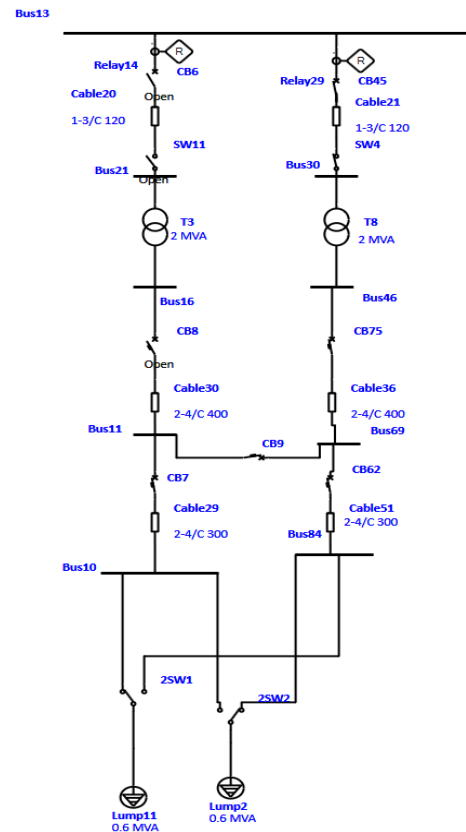 Bus13
R
R
Relay14
CB6
Relay29
CB45
Cable20
Open
Cable21
1-3/C 120
1-3/C 120
SW11
SW4
Bus21
Open
Bus30
T3
2 MVA
T8
2 MVA
Bus16
Bus46
CB8
CB75
Open
Cable30
Cable36
2-4/C 400
2-4/C 400
Bus11
Bus69
CB9
CB7
CB62
Cable29
Cable51
2-4/C 300
2-4/C 300
Bus84
Bus10
2SW1
2SW2
Lump11
0.6 MVA
Lump2
0.6 MVA